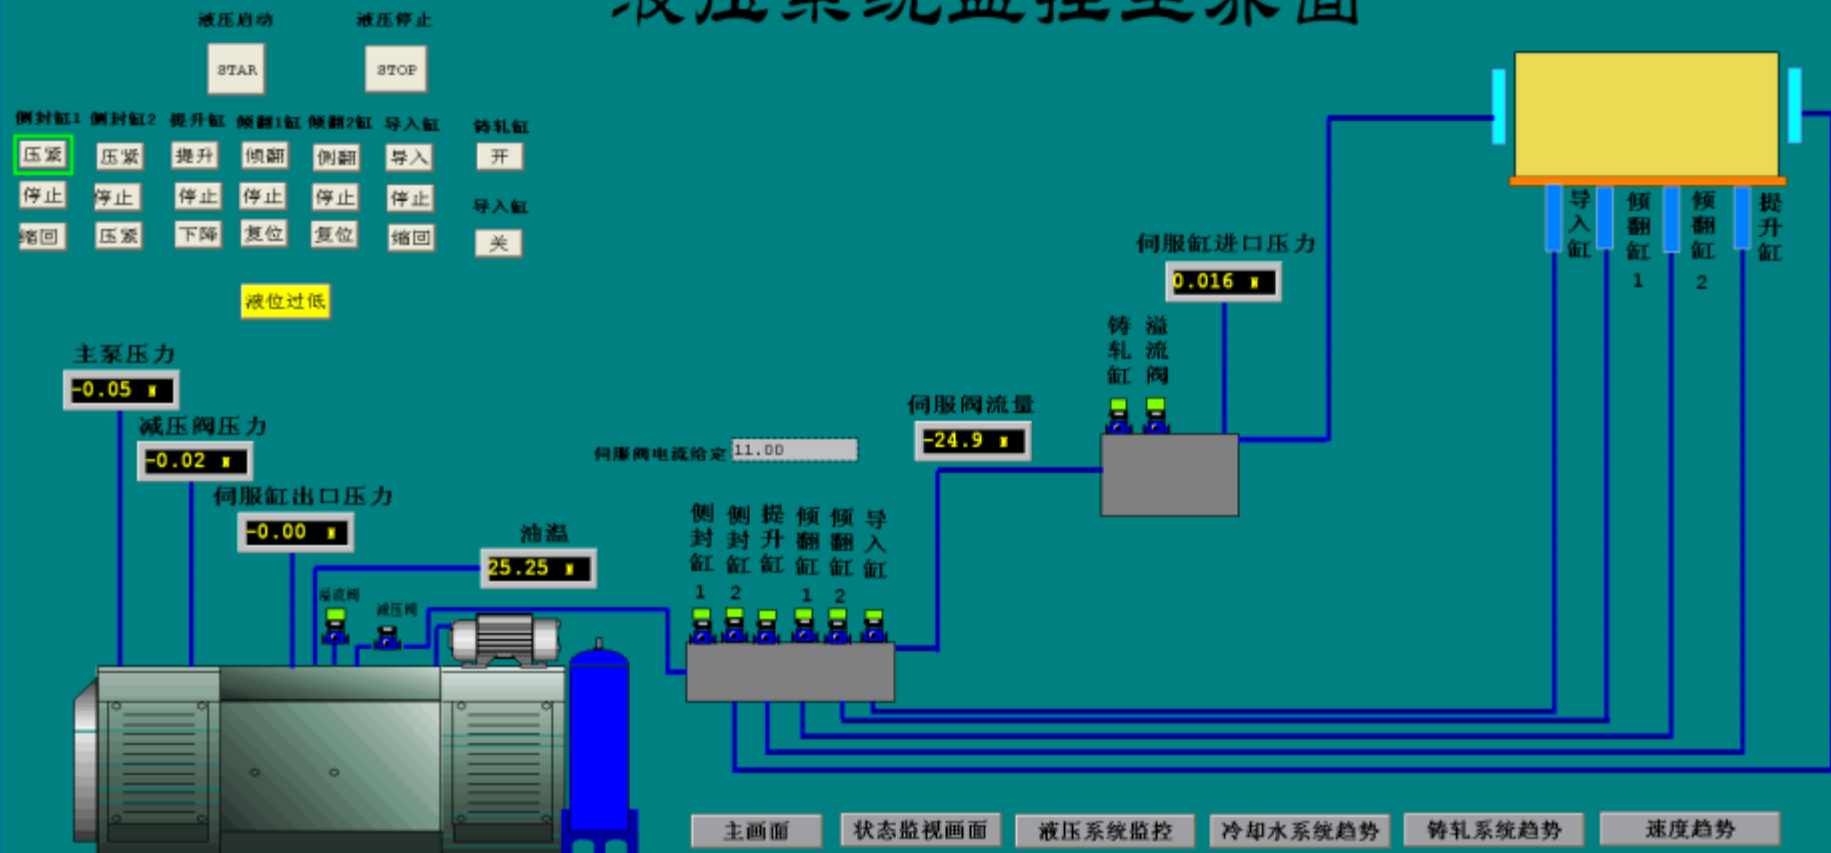 液压系统监控主界面
液压启动 液压停止
STAR STOP
侧封缸1 侧封缸2 提升缸 倾翻1缸 倾翻2缸 导入缸 铸轧缸
压紧 压紧 提升 倾翻 侧翻 导入 开
停止 停止 停止 停止 停止 停止
导入缸
缩回 压紧 下降 复位 复位 缩回 关
液位过低
主泵压力
-0.05
减压阀压力
-0.02
伺服缸出口压力
-0.00
油温
25.25
溢流阀
减压阀
伺服阀电流给定 11.00
侧封缸1 侧封缸2 提升缸 倾翻缸1 倾翻缸2 导入缸
伺服阀流量
-24.9
铸轧缸 溢流阀
伺服缸进口压力
0.016
导入缸 倾翻缸1 倾翻缸2 提升缸
主画面 状态监视画面 液压系统监控 冷却水系统趋势 铸轧系统趋势 速度趋势